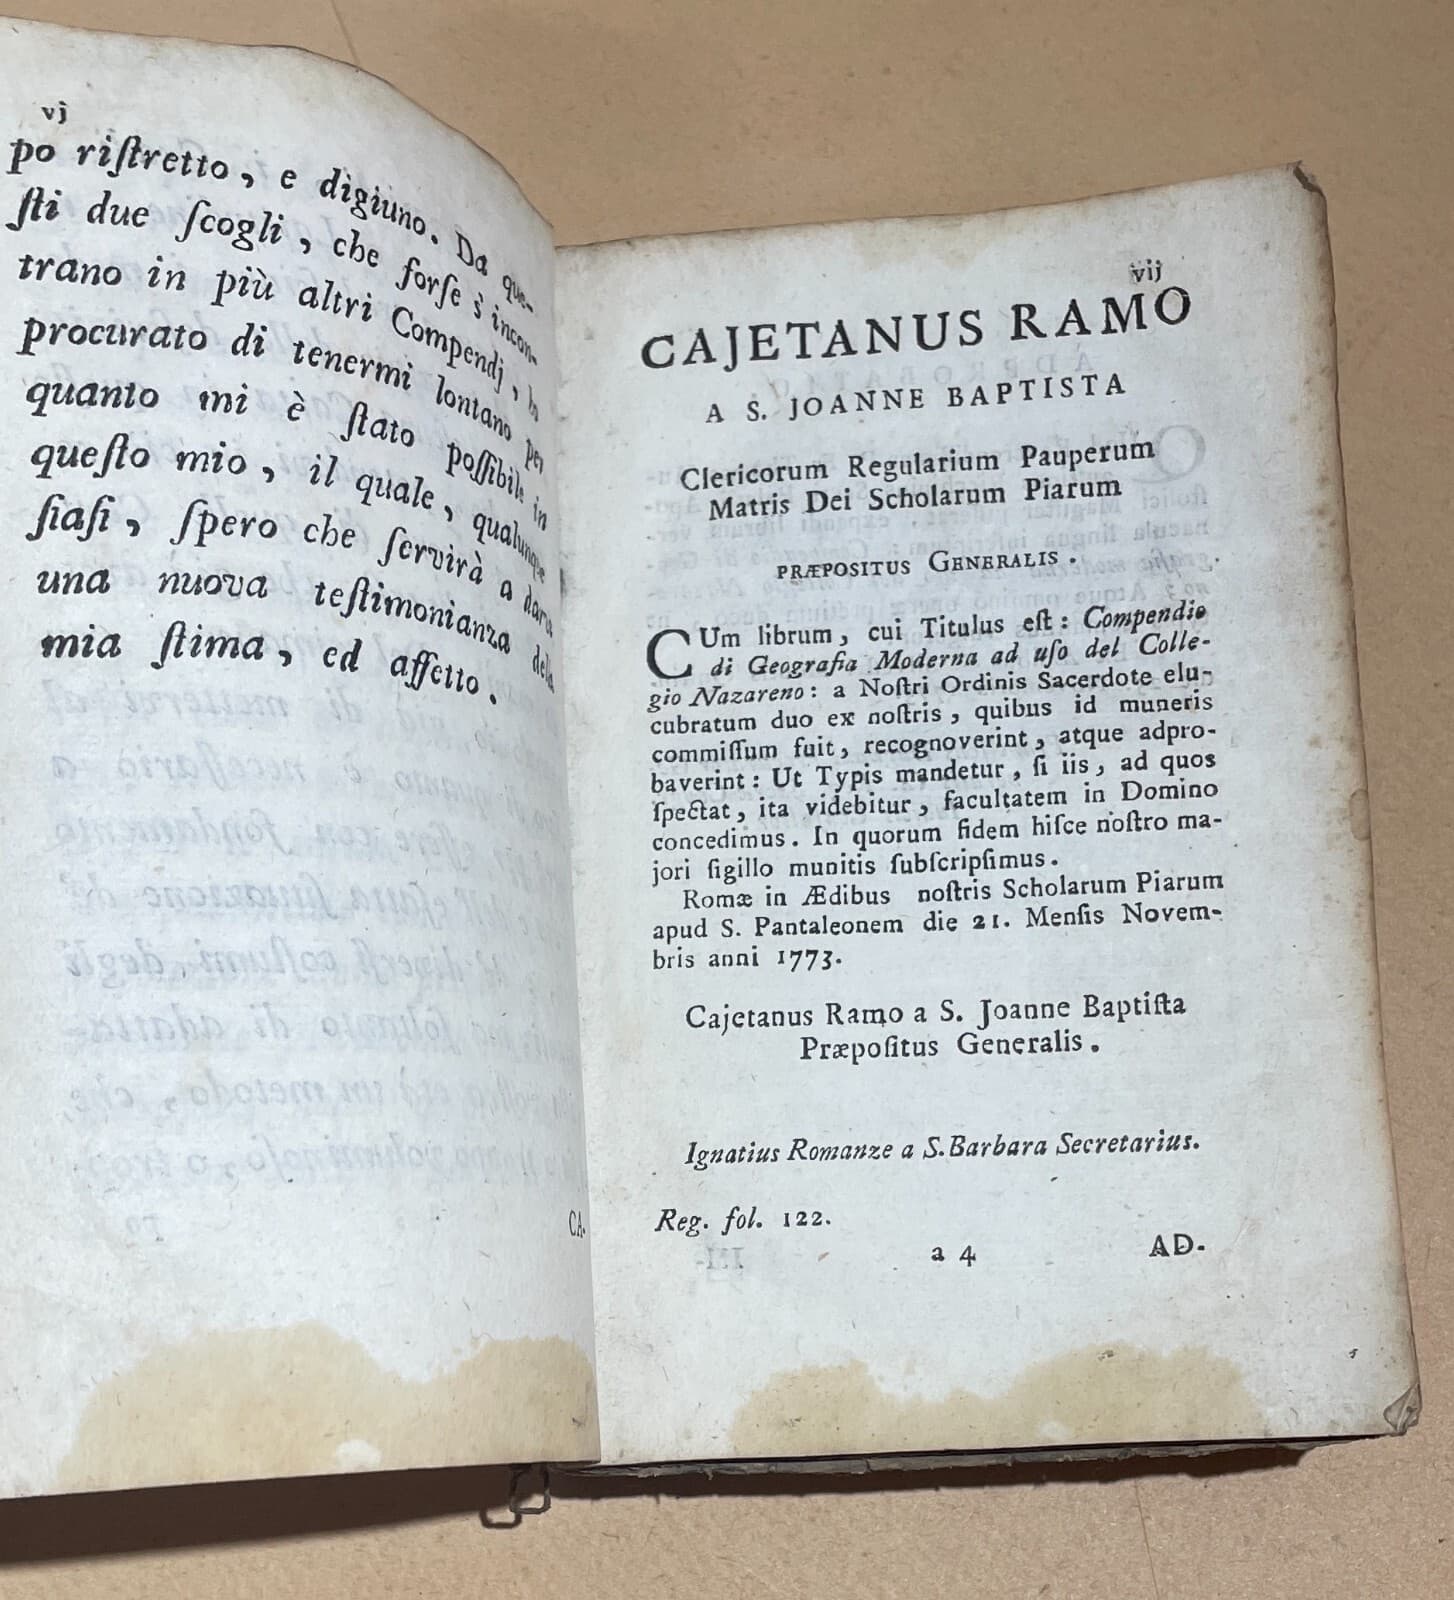 vj
po riſtretto, e digiuno. Da que-
ſti due ſcogli, che forſe s' incon-
trano in più altri Compendj, ho
procurato di tenermi lontano per
quanto mi è ſtato poſſibile in
queſto mio, il quale, qualunque
ſiaſi, ſpero che ſervirà a darvi
una nuova teſtimonianza della
mia ſtima, ed affetto.
CA-
vij
CAJETANUS RAMO
A S. JOANNE BAPTISTA
Clericorum Regularium Pauperum
Matris Dei Scholarum Piarum
PRÆPOSITUS GENERALIS.
CUm librum, cui Titulus eſt: Compendio
di Geografia Moderna ad uſo del Colle-
gio Nazareno: a Noſtri Ordinis Sacerdote elu-
cubratum duo ex noſtris, quibus id muneris
commiſſum fuit, recognoverint, atque adpro-
baverint: Ut Typis mandetur, ſi iis, ad quos
ſpectat, ita videbitur, facultatem in Domino
concedimus. In quorum fidem hiſce noſtro ma-
jori ſigillo munitis ſubſcripſimus.
Romæ in Ædibus noſtris Scholarum Piarum
apud S. Pantaleonem die 21. Menſis Novem-
bris anni 1773.
Cajetanus Ramo a S. Joanne Baptiſta
Præpoſitus Generalis.
Ignatius Romanze a S. Barbara Secretarius.
Reg. fol. 122.
a 4
AD-